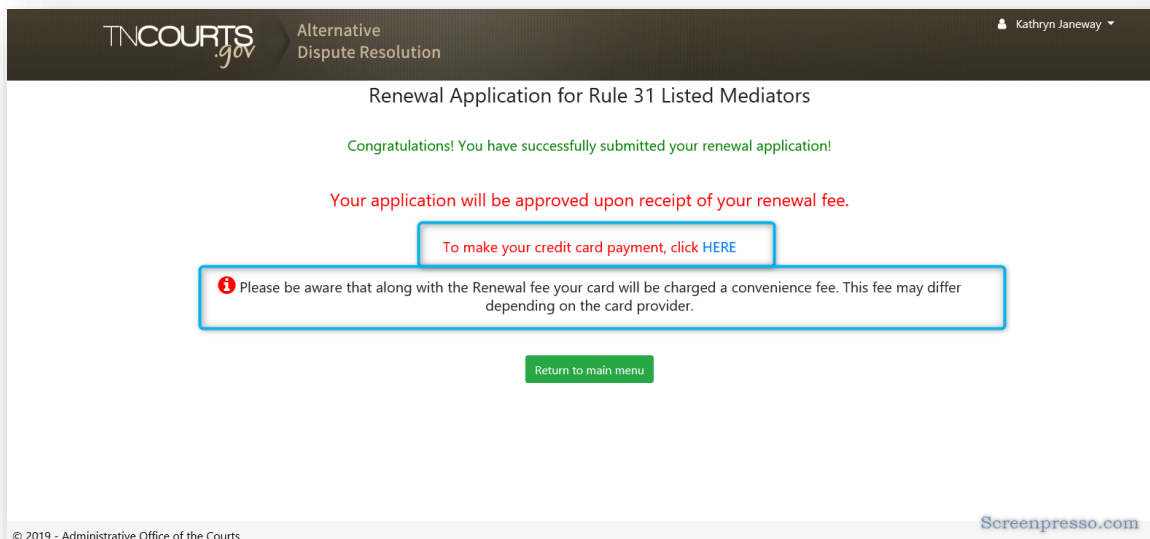 TNCOURTS
.gov
Alternative
Dispute Resolution
Kathryn Janeway
Renewal Application for Rule 31 Listed Mediators
Congratulations! You have successfully submitted your renewal application!
Your application will be approved upon receipt of your renewal fee.
To make your credit card payment, click HERE
Please be aware that along with the Renewal fee your card will be charged a convenience fee. This fee may differ
depending on the card provider.
Return to main menu
Screenpresso.com
© 2019 - Administrative Office of the Courts